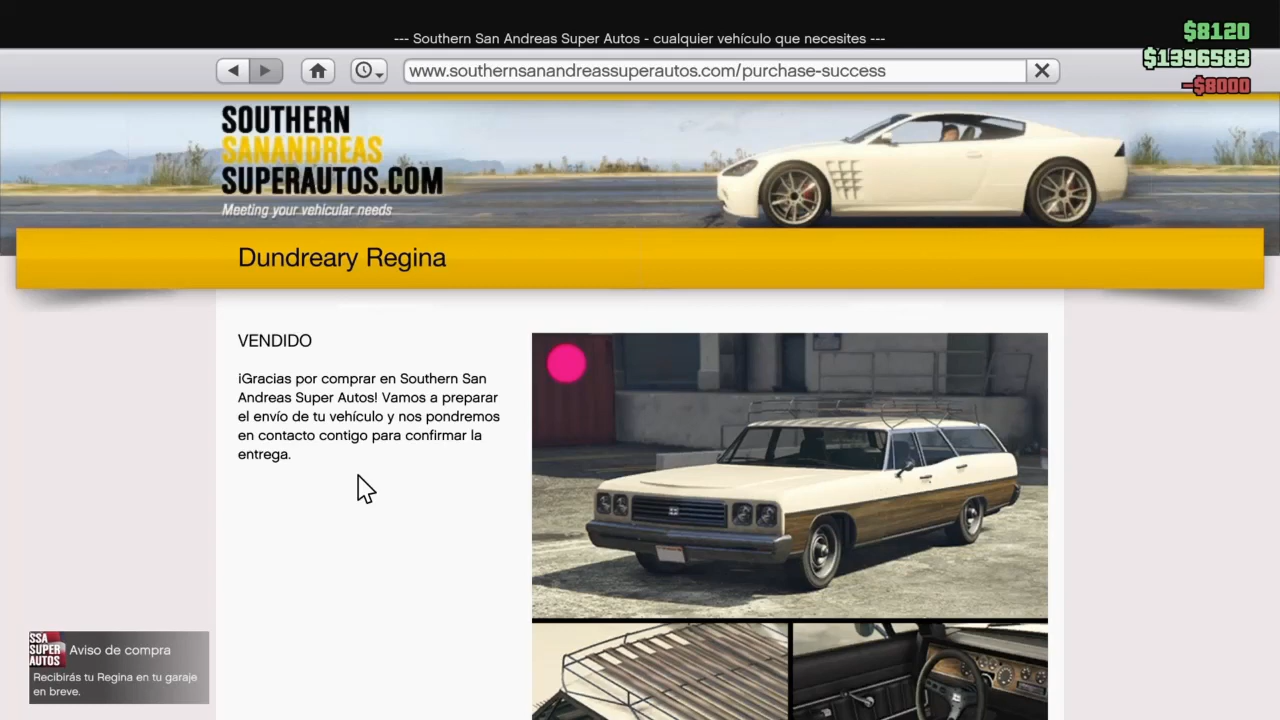 --- Southern San Andreas Super Autos - cualquier vehículo que necesites ---
$8120
$1396583
-$8000
www.southernsanandreassuperautos.com/purchase-success
SOUTHERN
SANANDREAS
SUPERAUTOS.COM
Meeting your vehicular needs
Dundreary Regina
VENDIDO
¡Gracias por comprar en Southern San
Andreas Super Autos! Vamos a preparar
el envío de tu vehículo y nos pondremos
en contacto contigo para confirmar la
entrega.
SSA
SUPER
AUTOS
Aviso de compra
Recibirás tu Regina en tu garaje
en breve.